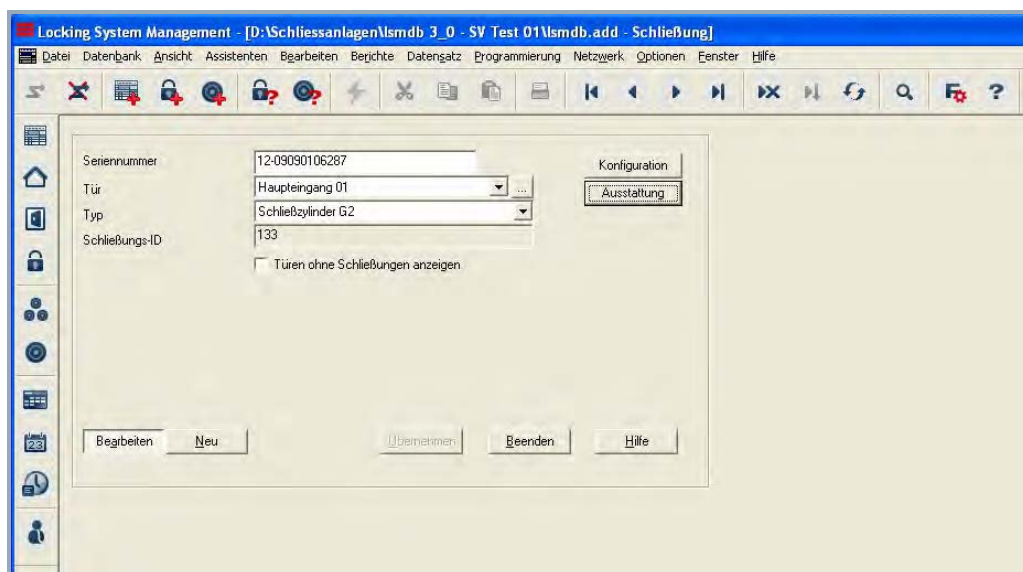 Locking System Management - [D:\Schliessanlagen\lsmdb 3_0 - SV Test 01\lsmdb.add - Schließung]
Datei Datenbank Ansicht Assistenten Bearbeiten Berichte Datensatz Programmierung Netzwerk Optionen Fenster Hilfe
Seriennummer 12-09090106287 Konfiguration
Tür Haupteingang 01 ... Ausstattung
Typ Schließzylinder G2
Schließungs-ID 133
Türen ohne Schließungen anzeigen
Bearbeiten Neu Übernehmen Beenden Hilfe
23